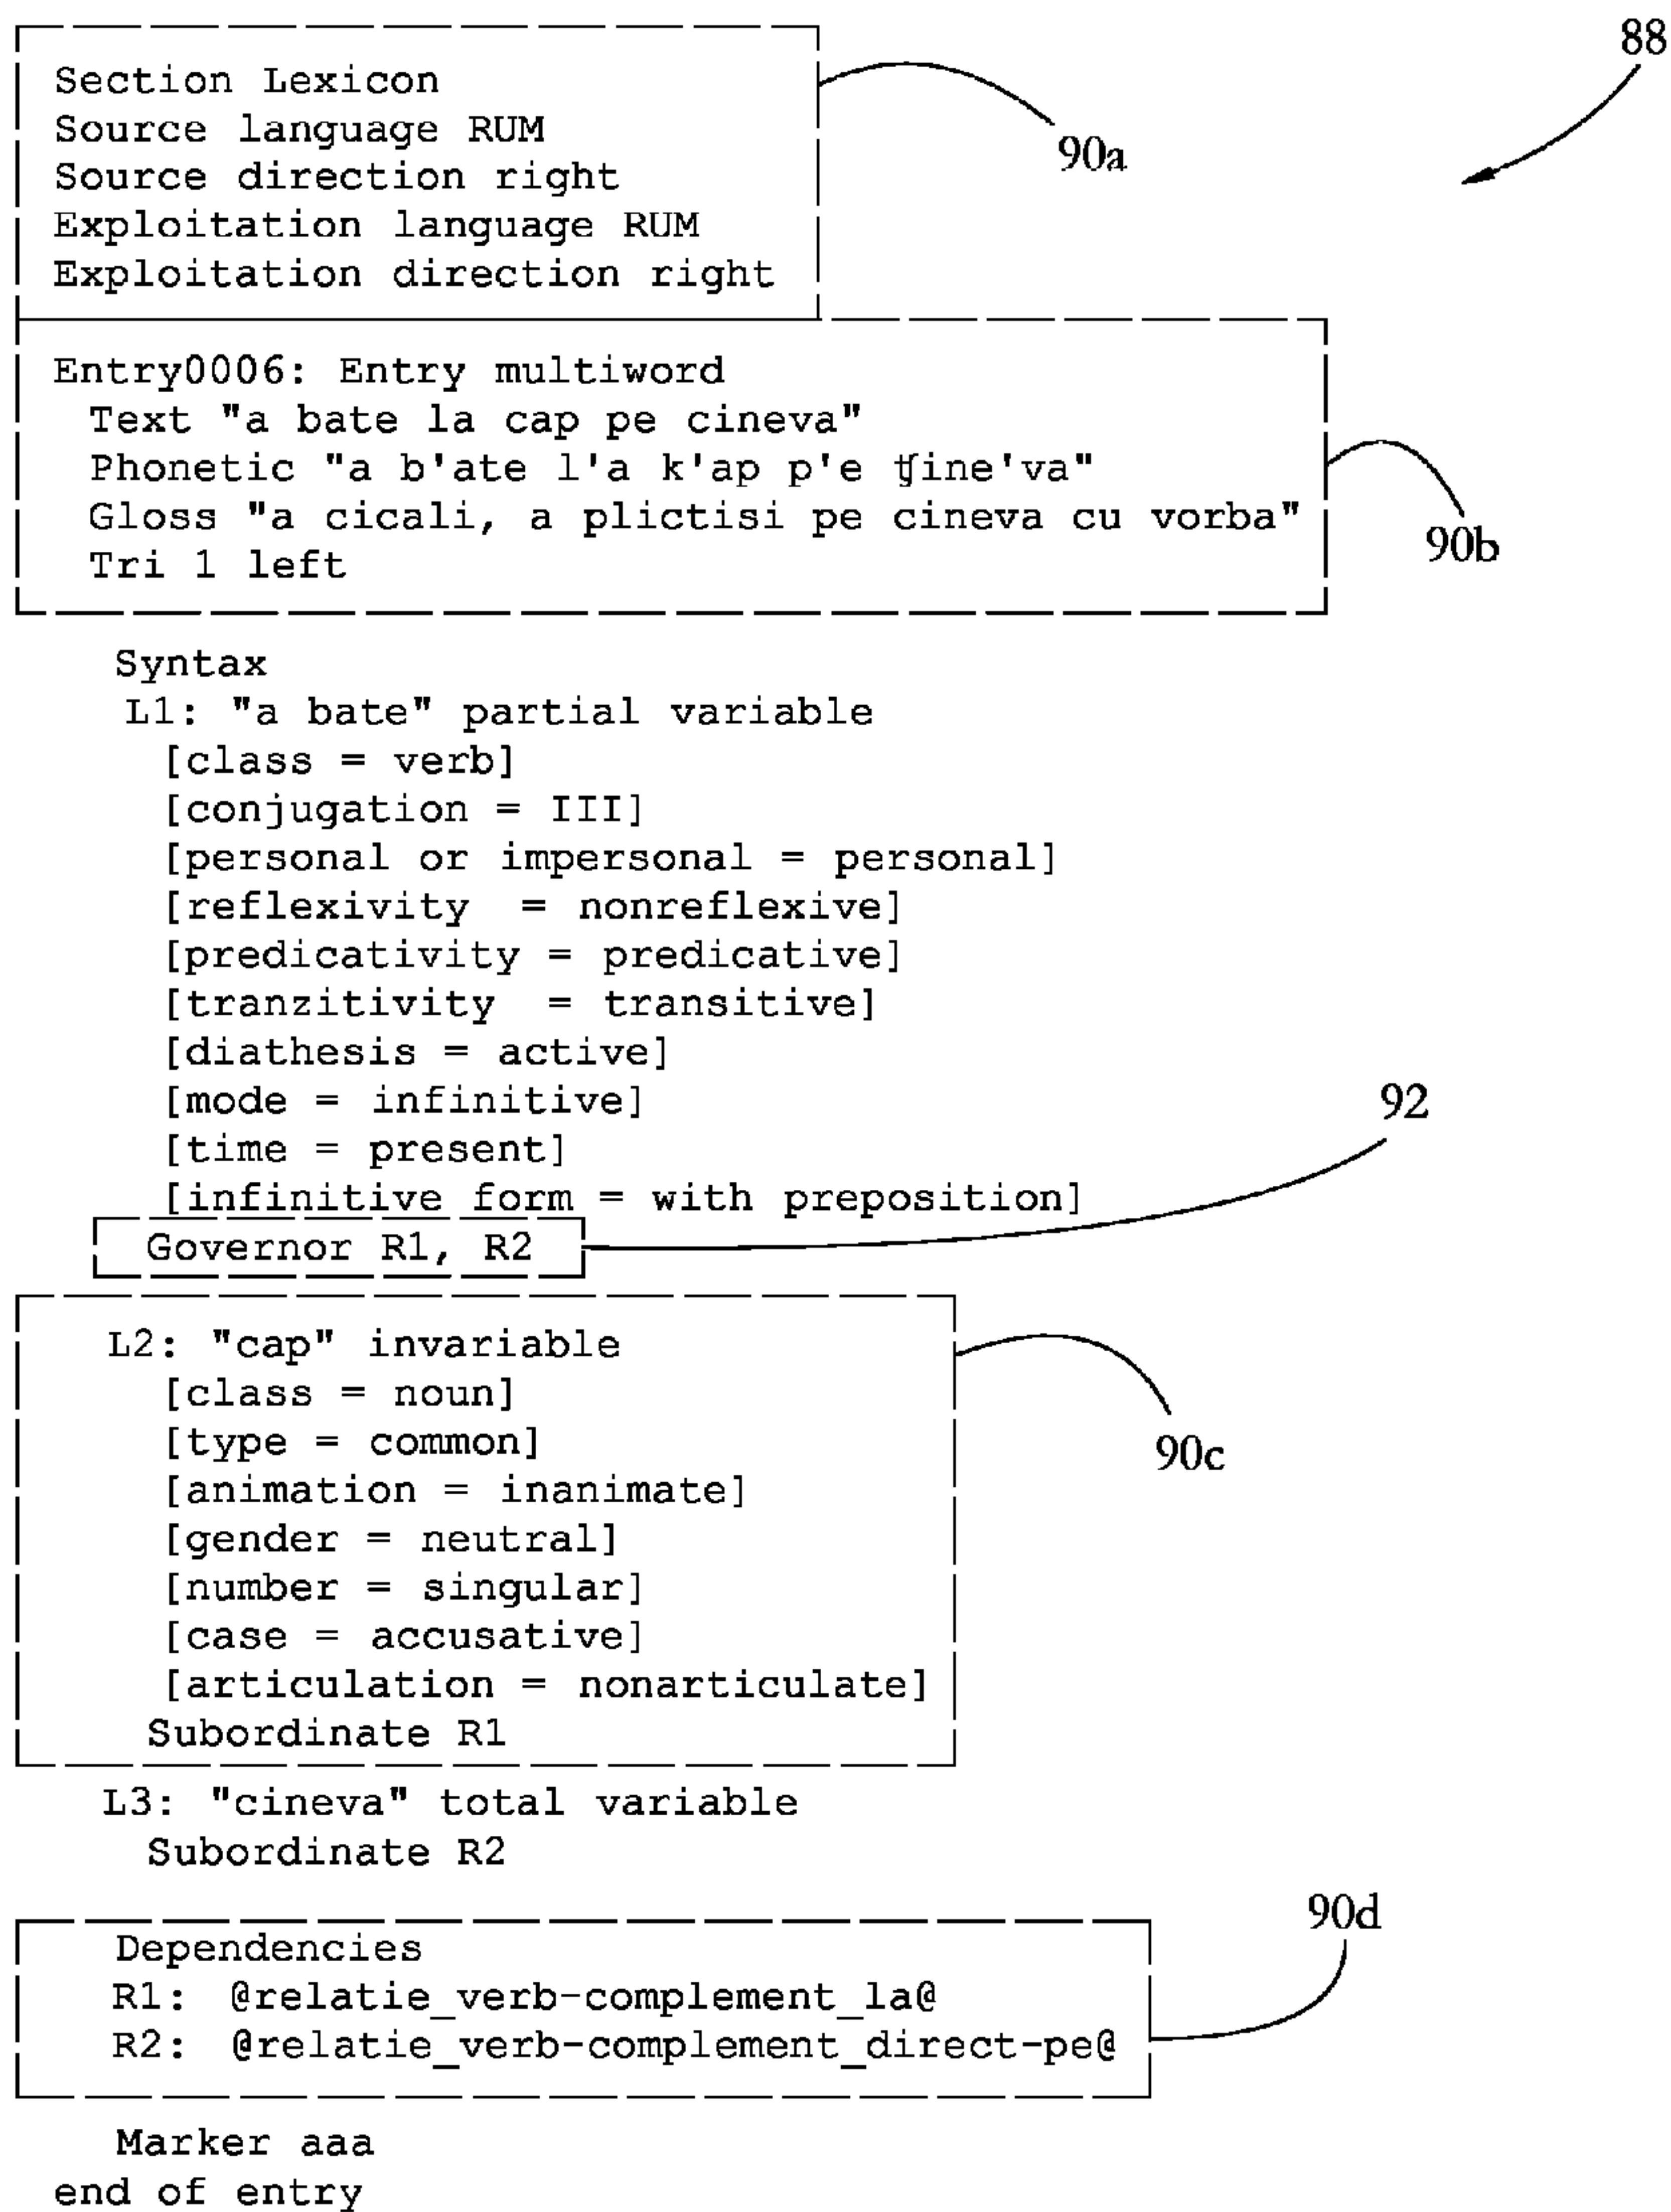 88
Section Lexicon
Source language RUM
Source direction right
Exploitation language RUM
Exploitation direction right
90a
Entry0006: Entry multiword
Text "a bate la cap pe cineva"
Phonetic "a b'ate l'a k'ap p'e ʧine'va"
Gloss "a cicali, a plictisi pe cineva cu vorba"
Tri 1 left
90b
Syntax
L1: "a bate" partial variable
[class = verb]
[conjugation = III]
[personal or impersonal = personal]
[reflexivity = nonreflexive]
[predicativity = predicative]
[tranzitivity = transitive]
[diathesis = active]
[mode = infinitive]
[time = present]
[infinitive form = with preposition]
92
Governor R1, R2
L2: "cap" invariable
[class = noun]
[type = common]
[animation = inanimate]
[gender = neutral]
[number = singular]
[case = accusative]
[articulation = nonarticulate]
Subordinate R1
90c
L3: "cineva" total variable
Subordinate R2
90d
Dependencies
R1: @relatie_verb-complement_la@
R2: @relatie_verb-complement_direct-pe@
Marker aaa
end of entry